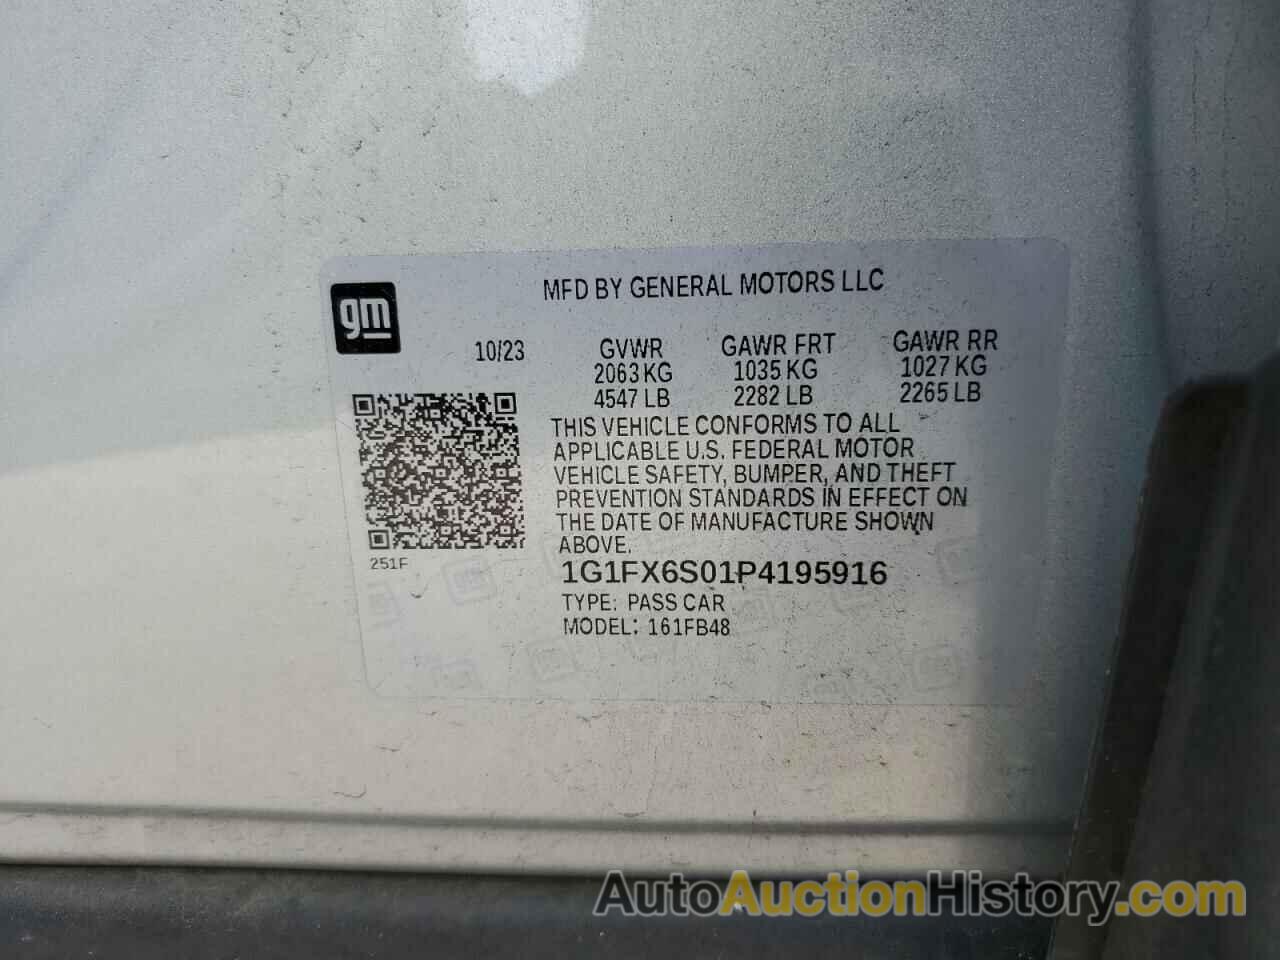 gm
MFD BY GENERAL MOTORS LLC
10/23 GVWR GAWR FRT GAWR RR
2063 KG 1035 KG 1027 KG
4547 LB 2282 LB 2265 LB
THIS VEHICLE CONFORMS TO ALL
APPLICABLE U.S. FEDERAL MOTOR
VEHICLE SAFETY, BUMPER, AND THEFT
PREVENTION STANDARDS IN EFFECT ON
THE DATE OF MANUFACTURE SHOWN
ABOVE.
251F
1G1FX6S01P4195916
TYPE: PASS CAR
MODEL: 161FB48
AutoAuctionHistory.com